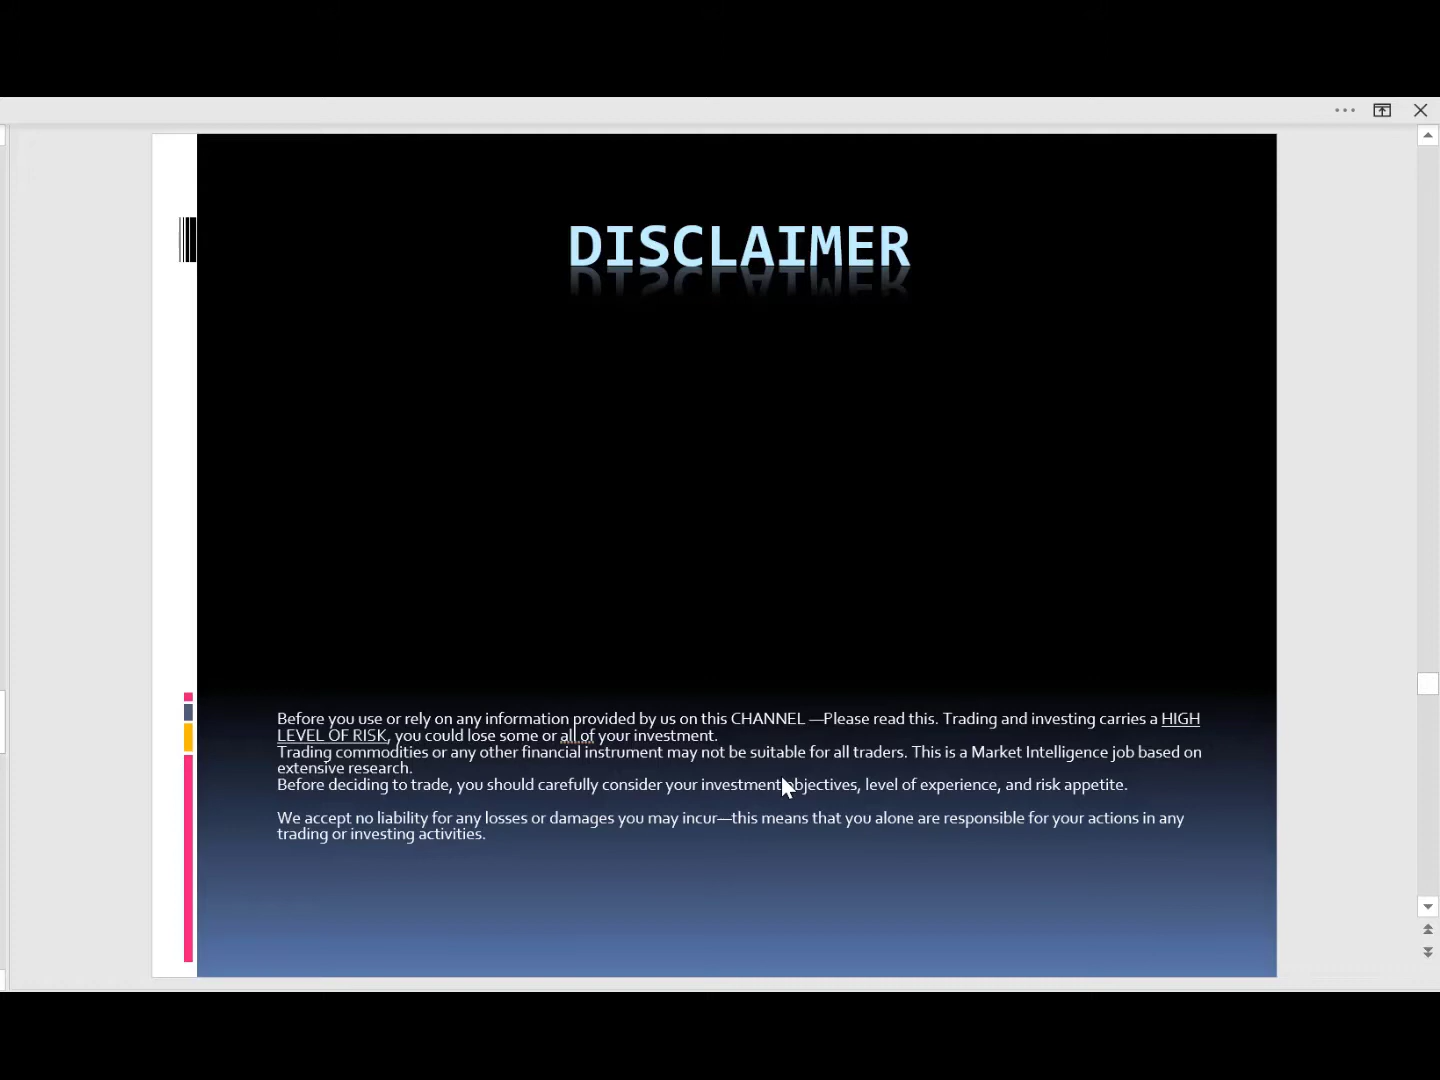 DISCLAIMER
Before you use or rely on any information provided by us on this CHANNEL —Please read this. Trading and investing carries a HIGH
LEVEL OF RISK, you could lose some or all of your investment.
Trading commodities or any other financial instrument may not be suitable for all traders. This is a Market Intelligence job based on
extensive research.
Before deciding to trade, you should carefully consider your investment objectives, level of experience, and risk appetite.
We accept no liability for any losses or damages you may incur—this means that you alone are responsible for your actions in any
trading or investing activities.